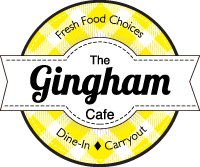 Fresh Food Choices
The
Gingham
Cafe
Dine-In ♦ Carryout